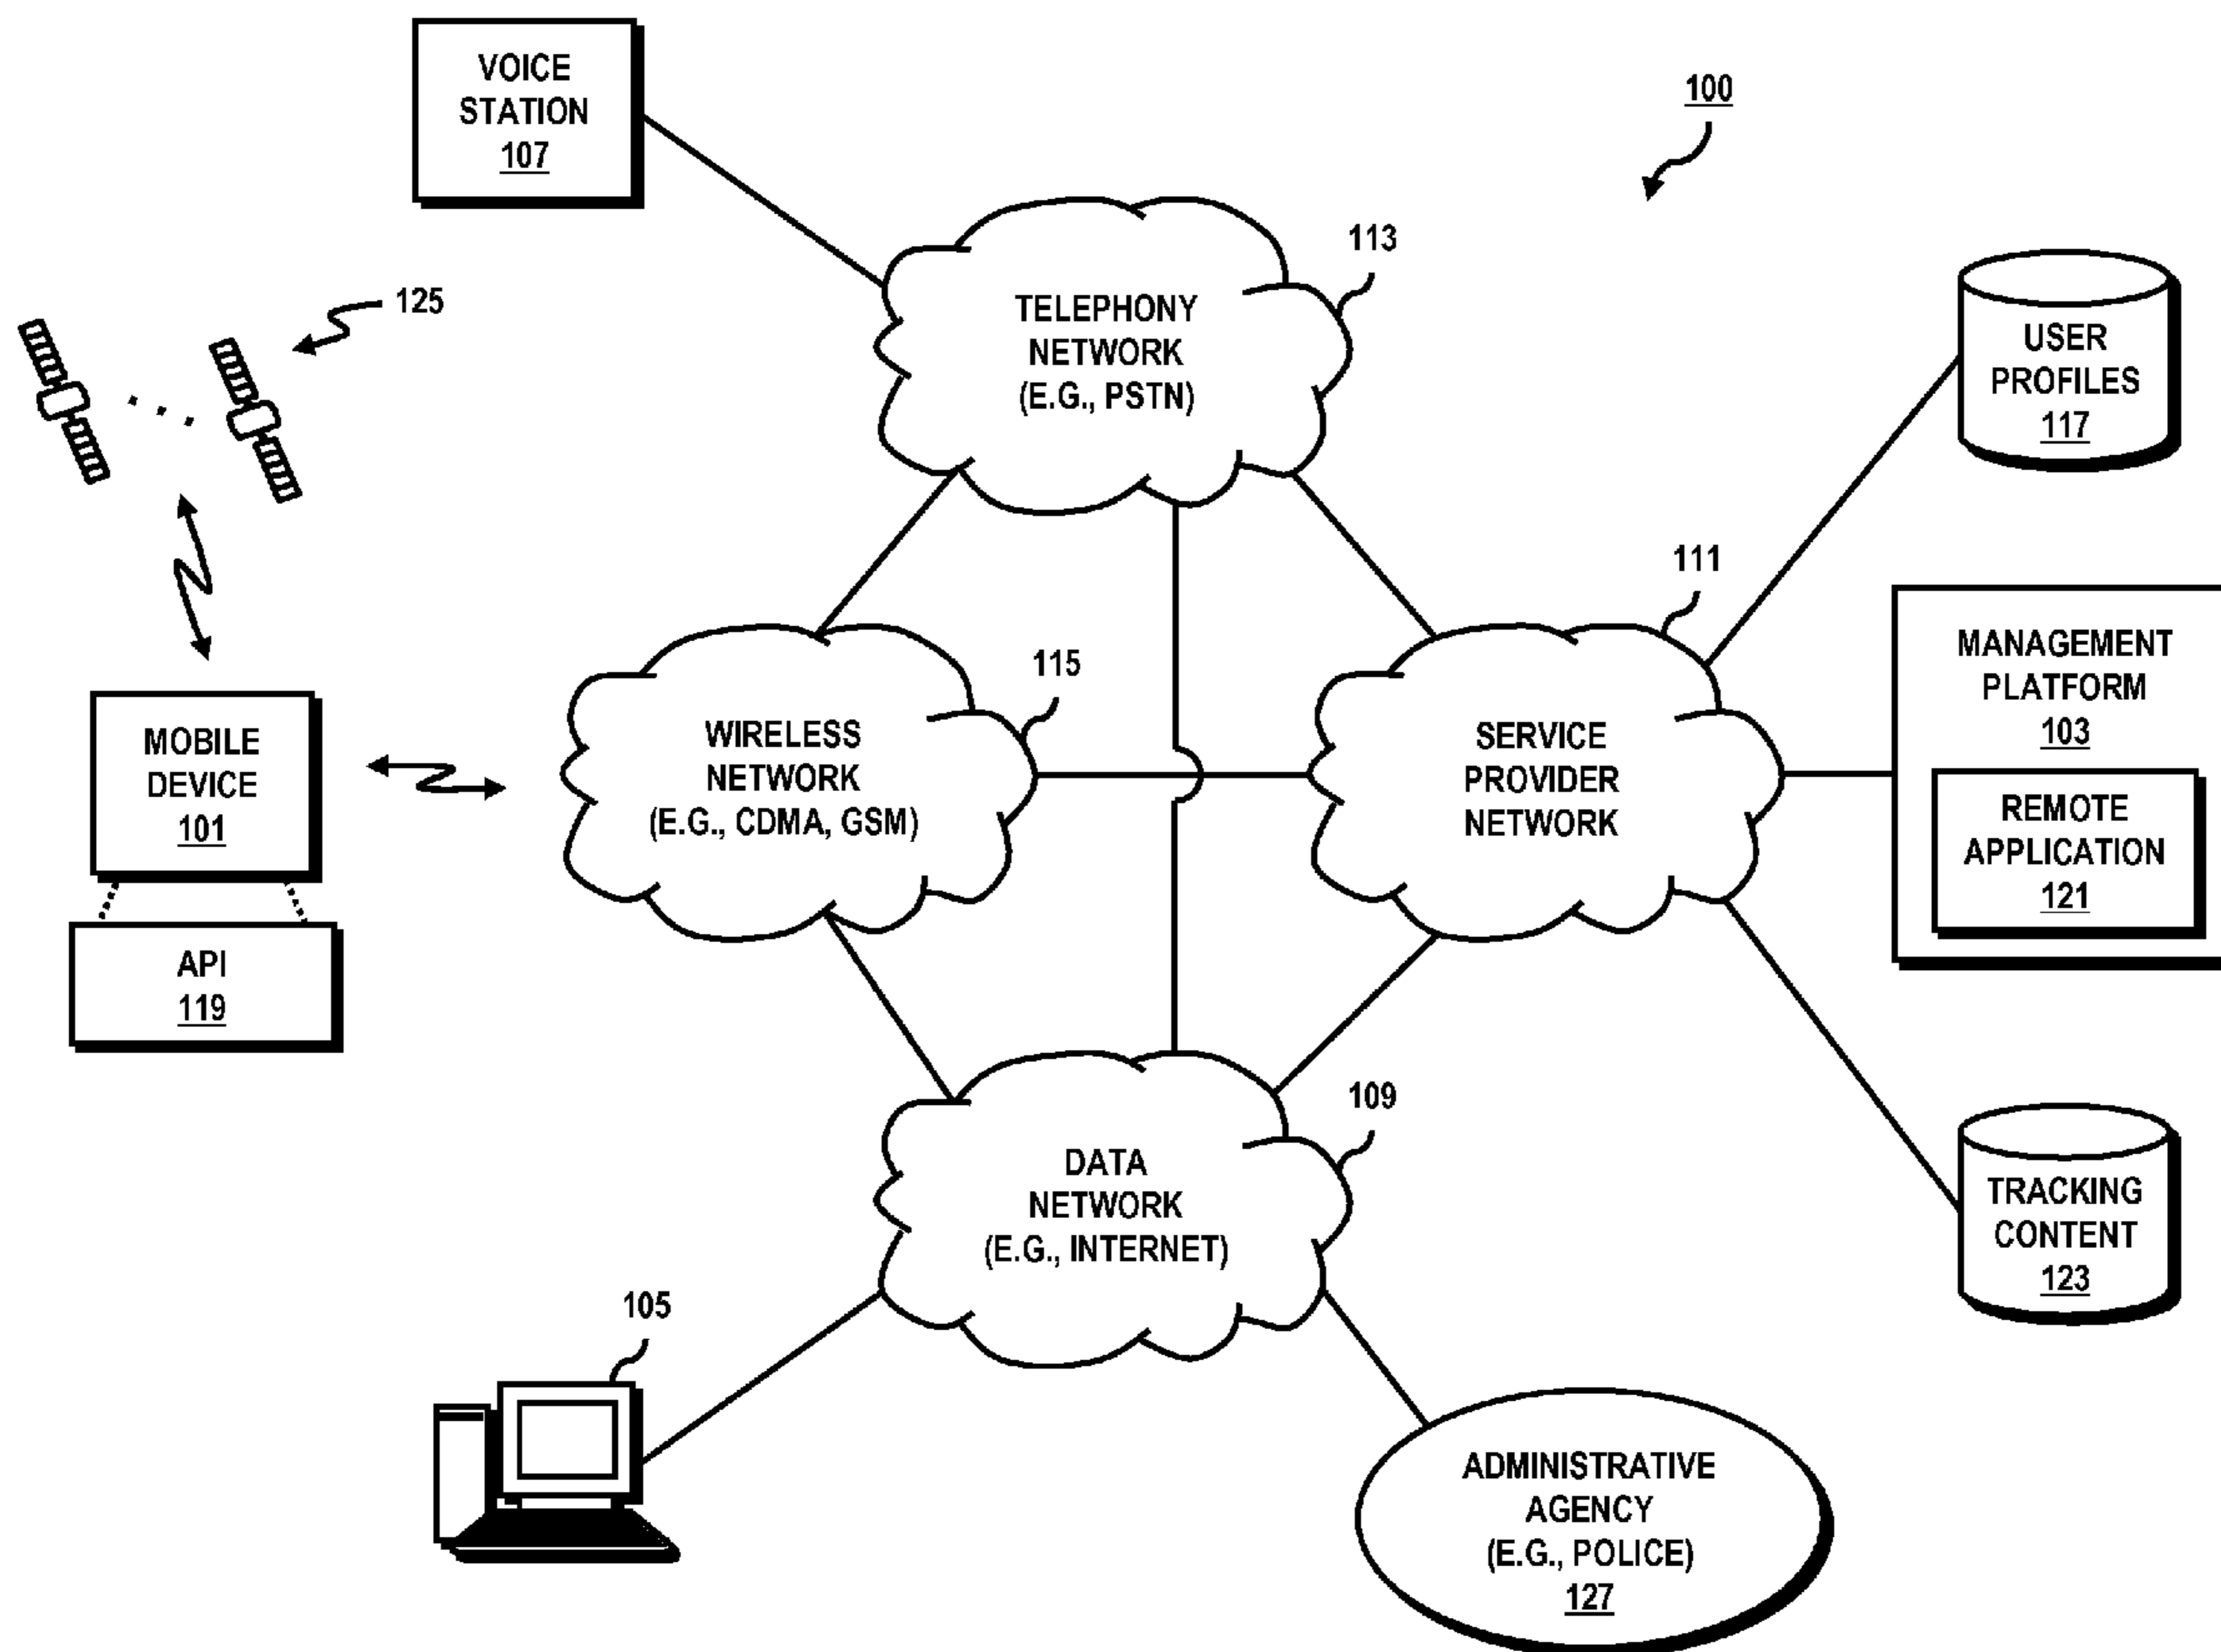 VOICE
STATION
107
100
113
125
TELEPHONY
NETWORK
(E.G., PSTN)
USER
PROFILES
117
111
115
MOBILE
DEVICE
101
WIRELESS
NETWORK
(E.G., CDMA, GSM)
SERVICE
PROVIDER
NETWORK
MANAGEMENT
PLATFORM
103
REMOTE
APPLICATION
121
API
119
109
DATA
NETWORK
(E.G., INTERNET)
TRACKING
CONTENT
123
105
ADMINISTRATIVE
AGENCY
(E.G., POLICE)
127